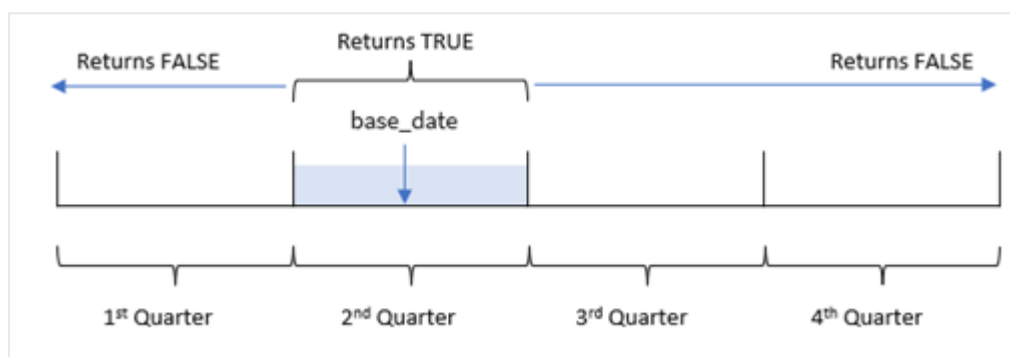 Returns TRUE
Returns FALSE
Returns FALSE
base_date
1st Quarter
2nd Quarter
3rd Quarter
4th Quarter